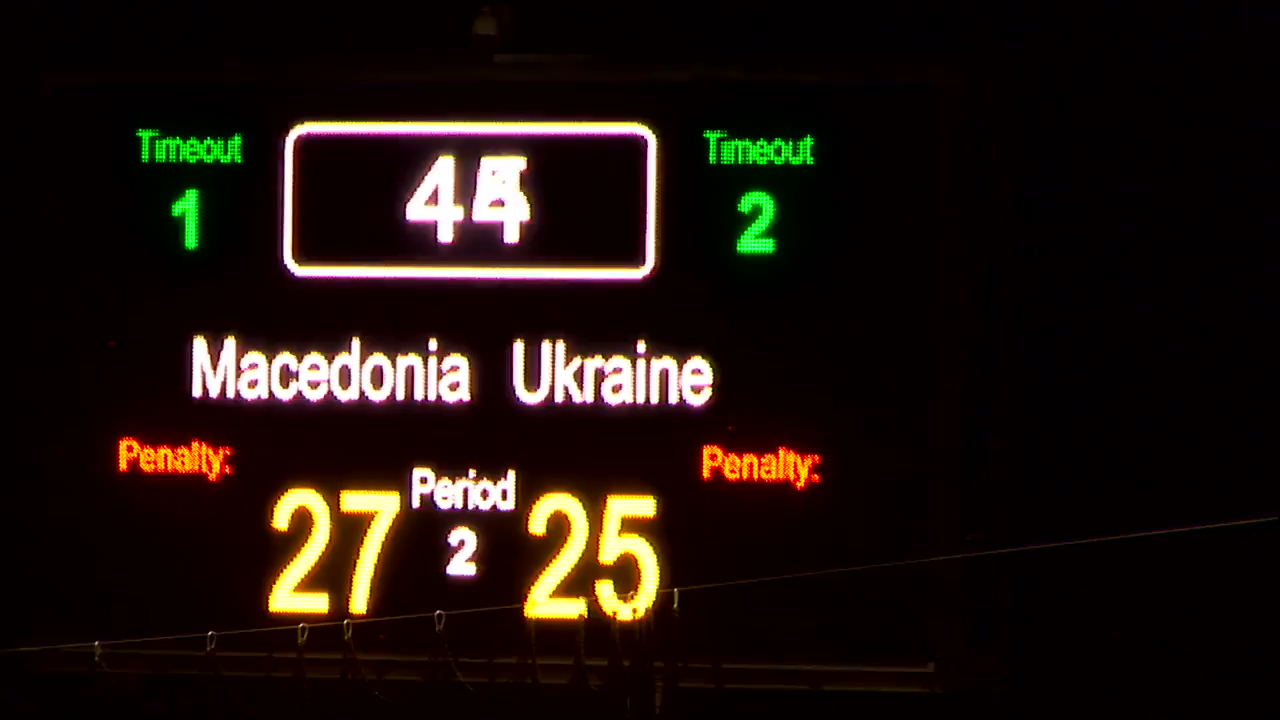 Timeout Timeout
1 2
Macedonia Ukraine
Penalty: Period Penalty:
27 2 25